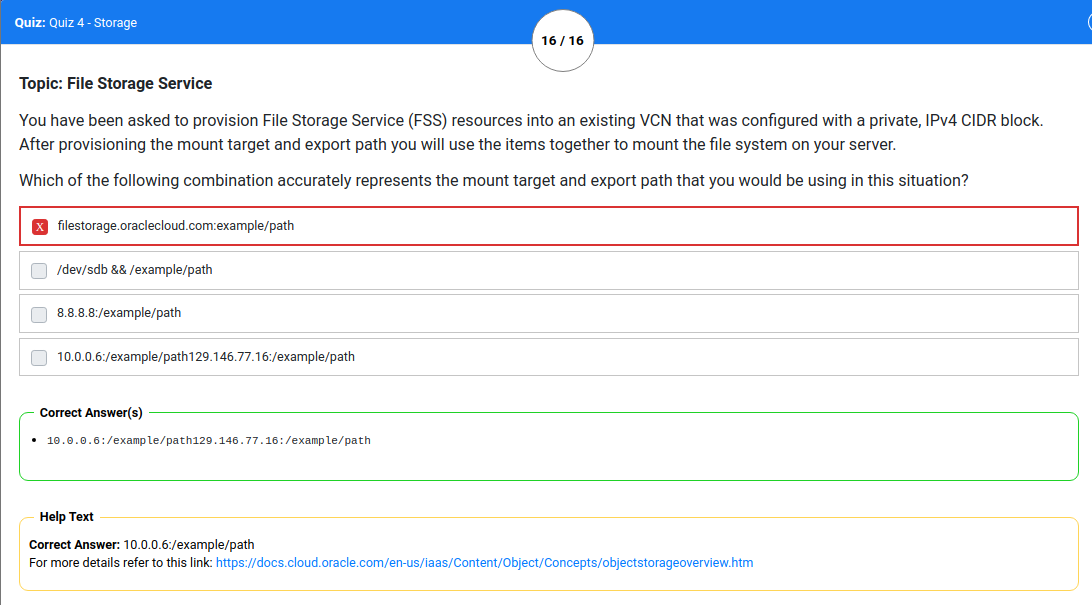 Quiz: Quiz 4 - Storage
16 / 16
Topic: File Storage Service
You have been asked to provision File Storage Service (FSS) resources into an existing VCN that was configured with a private, IPv4 CIDR block.
After provisioning the mount target and export path you will use the items together to mount the file system on your server.
Which of the following combination accurately represents the mount target and export path that you would be using in this situation?
X filestorage.oraclecloud.com:example/path
/dev/sdb && /example/path
8.8.8.8:/example/path
10.0.0.6:/example/path129.146.77.16:/example/path
Correct Answer(s)
• 10.0.0.6:/example/path129.146.77.16:/example/path
Help Text
Correct Answer: 10.0.0.6:/example/path
For more details refer to this link: https://docs.cloud.oracle.com/en-us/iaas/Content/Object/Concepts/objectstorageoverview.htm